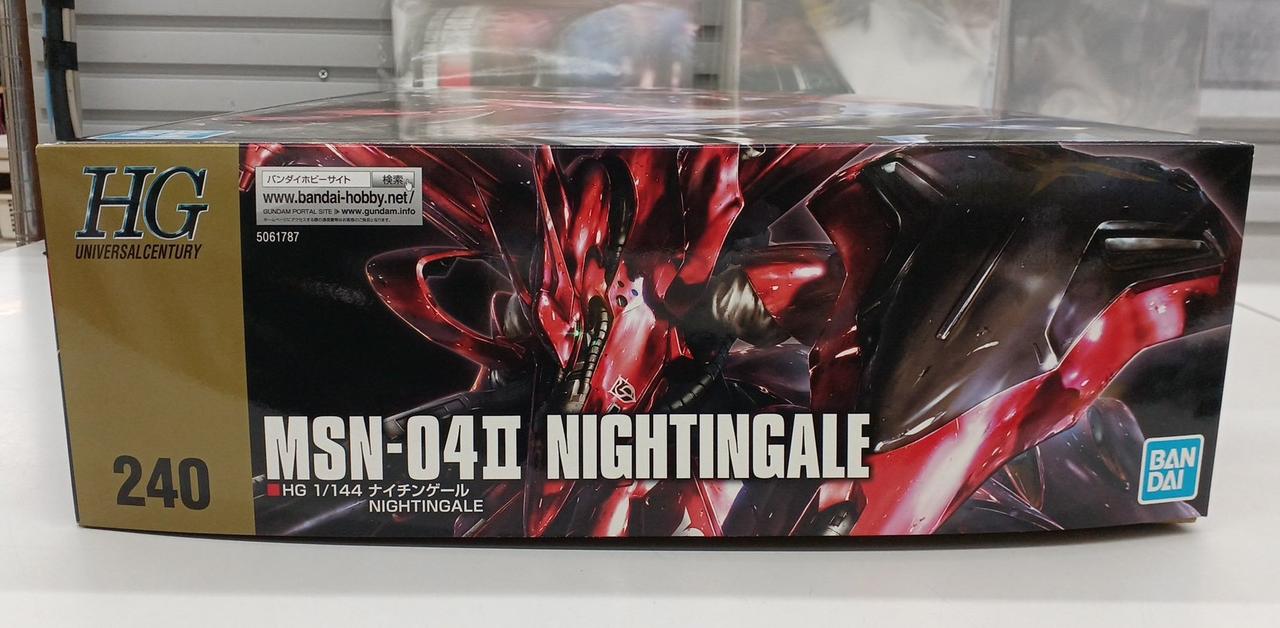 HG
UNIVERSAL CENTURY
バンダイホビーサイト 検索
www.bandai-hobby.net/
GUNDAM PORTAL SITE ▶ www.gundam.info
5061787
MSN-04Ⅱ NIGHTINGALE
■HG 1/144 ナイチンゲール
NIGHTINGALE
240
BAN
DAI